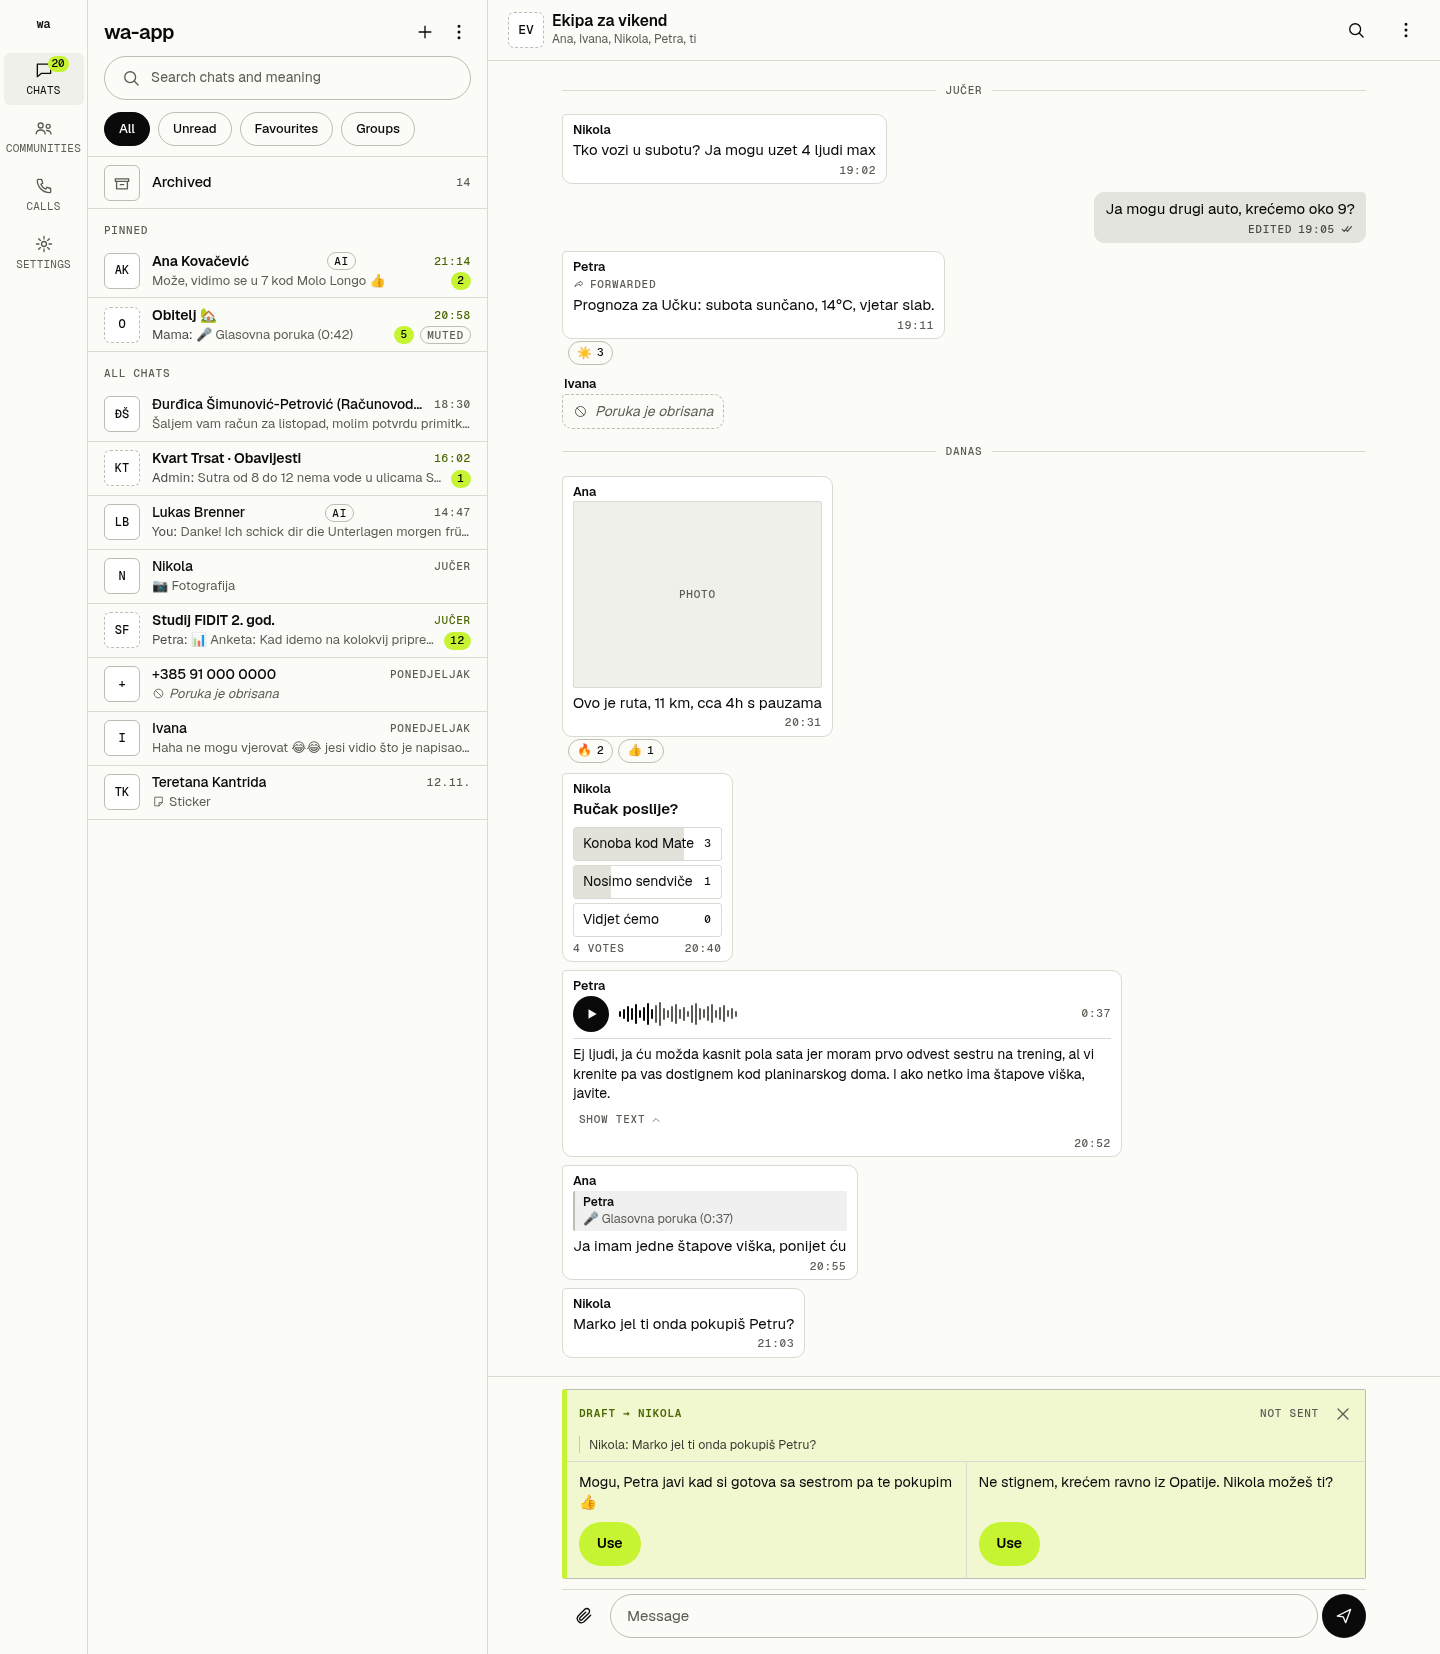 wa
20
CHATS
COMMUNITIES
CALLS
SETTINGS
wa-app
Search chats and meaning
All
Unread
Favourites
Groups
Archived
14
PINNED
AK
Ana Kovačević
AI
21:14
Može, vidimo se u 7 kod Molo Longo 👍
2
O
Obitelj 🏡
20:58
Mama: 🎤 Glasovna poruka (0:42)
5
MUTED
ALL CHATS
ĐŠ
Đurđica Šimunović-Petrović (Računovod…
18:30
Šaljem vam račun za listopad, molim potvrdu primitk…
KT
Kvart Trsat · Obavijesti
16:02
Admin: Sutra od 8 do 12 nema vode u ulicama S…
1
LB
Lukas Brenner
AI
14:47
You: Danke! Ich schick dir die Unterlagen morgen frü…
N
Nikola
JUČER
📷 Fotografija
SF
Studij FIDIT 2. god.
JUČER
Petra: 📊 Anketa: Kad idemo na kolokvij pripre…
12
+
+385 91 000 0000
PONEDJELJAK
Poruka je obrisana
I
Ivana
PONEDJELJAK
Haha ne mogu vjerovat 😂😂 jesi vidio što je napisao…
TK
Teretana Kantrida
12.11.
Sticker
EV
Ekipa za vikend
Ana, Ivana, Nikola, Petra, ti
JUČER
Nikola
Tko vozi u subotu? Ja mogu uzet 4 ljudi max
19:02
Ja mogu drugi auto, krećemo oko 9?
EDITED 19:05
Petra
FORWARDED
Prognoza za Učku: subota sunčano, 14°C, vjetar slab.
19:11
☀️ 3
Ivana
Poruka je obrisana
DANAS
Ana
PHOTO
Ovo je ruta, 11 km, cca 4h s pauzama
20:31
🔥 2
👍 1
Nikola
Ručak poslije?
Konoba kod Mate 3
Nosimo sendviče 1
Vidjet ćemo 0
4 VOTES
20:40
Petra
0:37
Ej ljudi, ja ću možda kasnit pola sata jer moram prvo odvest sestru na trening, al vi
krenite pa vas dostignem kod planinarskog doma. I ako netko ima štapove viška,
javite.
SHOW TEXT
20:52
Ana
Petra
🎤 Glasovna poruka (0:37)
Ja imam jedne štapove viška, ponijet ću
20:55
Nikola
Marko jel ti onda pokupiš Petru?
21:03
DRAFT → NIKOLA
NOT SENT
Nikola: Marko jel ti onda pokupiš Petru?
Mogu, Petra javi kad si gotova sa sestrom pa te pokupim
👍
Use
Ne stignem, krećem ravno iz Opatije. Nikola možeš ti?
Use
Message